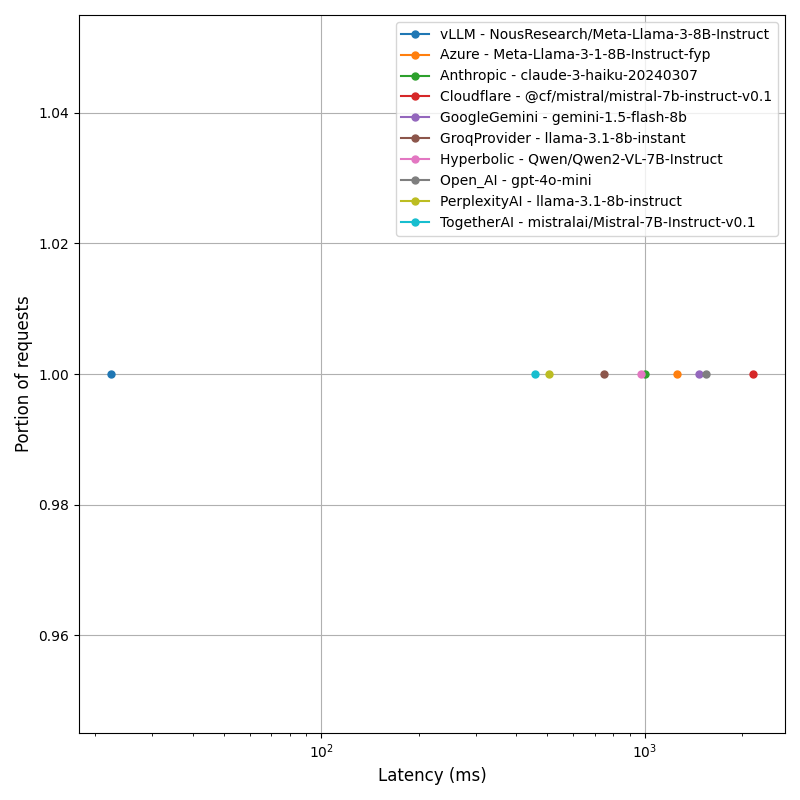 vLLM - NousResearch/Meta-Llama-3-8B-Instruct
Azure - Meta-Llama-3-1-8B-Instruct-fyp
Anthropic - claude-3-haiku-20240307
Cloudflare - @cf/mistral/mistral-7b-instruct-v0.1
GoogleGemini - gemini-1.5-flash-8b
GroqProvider - llama-3.1-8b-instant
Hyperbolic - Qwen/Qwen2-VL-7B-Instruct
Open_AI - gpt-4o-mini
PerplexityAI - llama-3.1-8b-instruct
TogetherAI - mistralai/Mistral-7B-Instruct-v0.1
Portion of requests
1.04
1.02
1.00
0.98
0.96
10²
10³
Latency (ms)